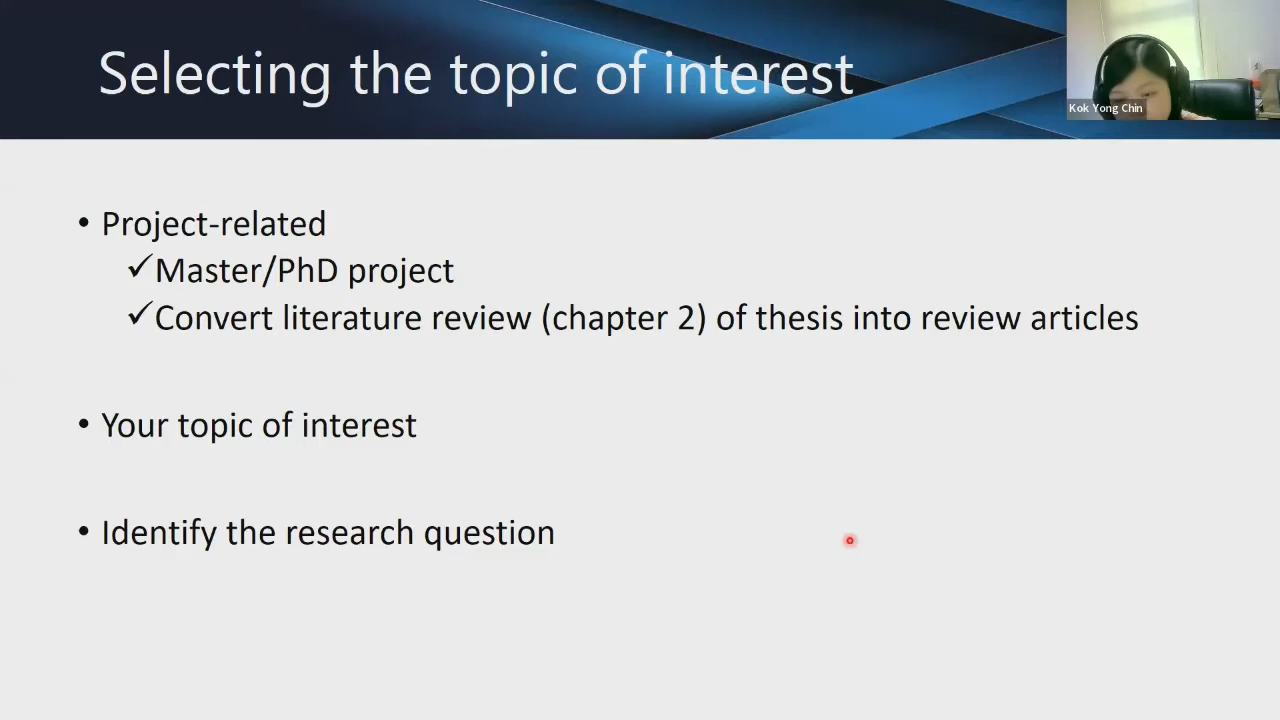 Selecting the topic of interest
Kok Yong Chin
• Project-related
✓Master/PhD project
✓Convert literature review (chapter 2) of thesis into review articles
• Your topic of interest
• Identify the research question